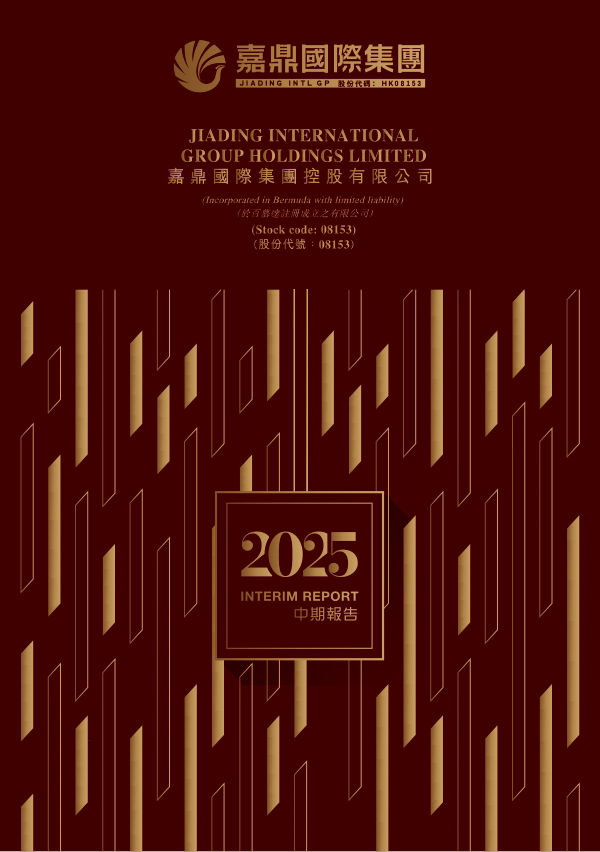 嘉鼎國際集團
JIADING INTL GP 股份代碼：HK08153
JIADING INTERNATIONAL
GROUP HOLDINGS LIMITED
嘉鼎國際集團控股有限公司
(Incorporated in Bermuda with limited liability)
(於百慕達註冊成立之有限公司)
(Stock code: 08153)
(股份代號：08153)
2025
INTERIM REPORT
中期報告